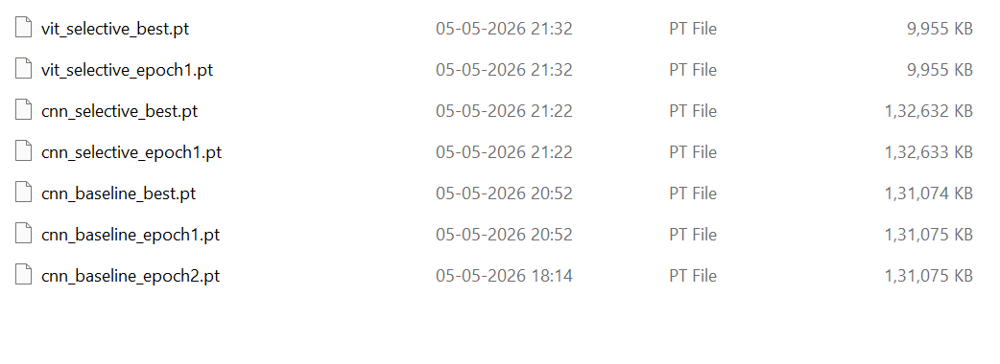 vit_selective_best.pt 05-05-2026 21:32 PT File 9,955 KB
vit_selective_epoch1.pt 05-05-2026 21:32 PT File 9,955 KB
cnn_selective_best.pt 05-05-2026 21:22 PT File 1,32,632 KB
cnn_selective_epoch1.pt 05-05-2026 21:22 PT File 1,32,633 KB
cnn_baseline_best.pt 05-05-2026 20:52 PT File 1,31,074 KB
cnn_baseline_epoch1.pt 05-05-2026 20:52 PT File 1,31,075 KB
cnn_baseline_epoch2.pt 05-05-2026 18:14 PT File 1,31,075 KB